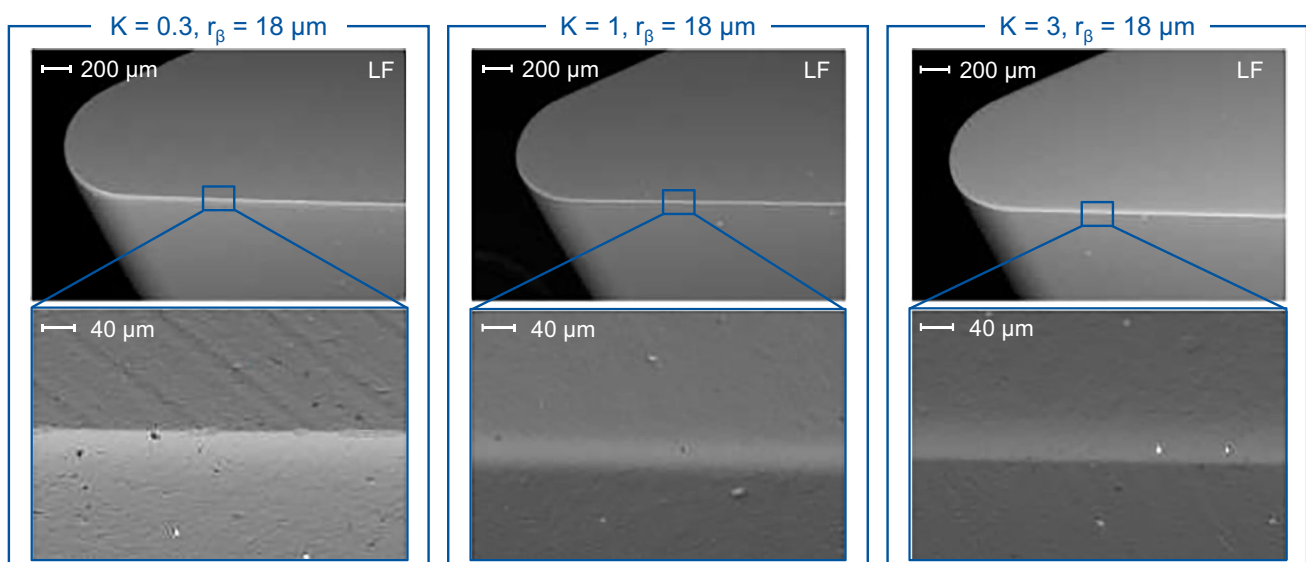 K = 0.3, rβ = 18 µm
200 µm
LF
40 µm
K = 1, rβ = 18 µm
200 µm
LF
40 µm
K = 3, rβ = 18 µm
200 µm
LF
40 µm